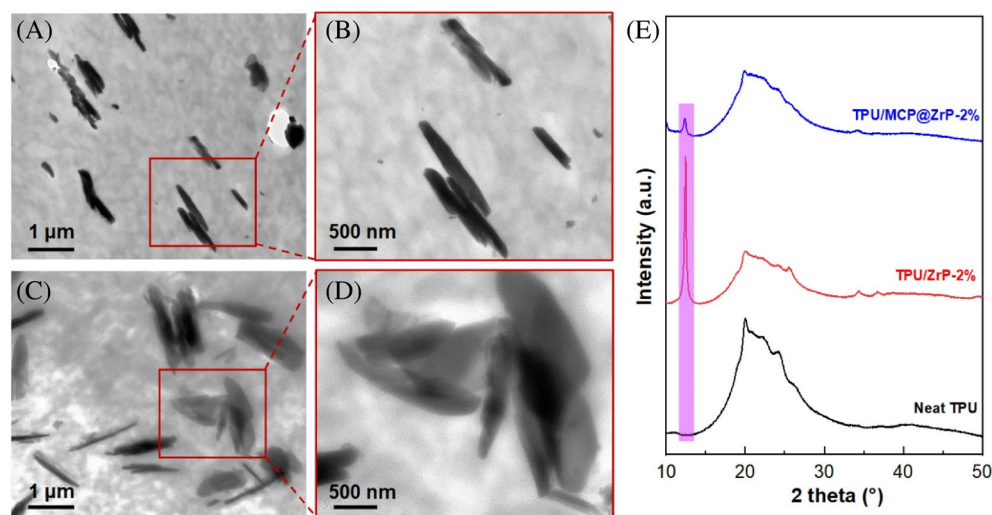 (A)
1 µm
(B)
500 nm
(C)
1 µm
(D)
500 nm
(E)
Intensity (a.u.)
TPU/MCP@ZrP-2%
TPU/ZrP-2%
Neat TPU
10 20 30 40 50
2 theta (°)